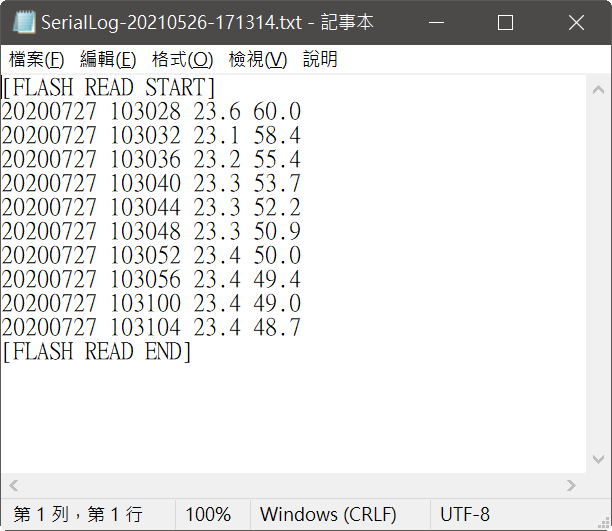 SerialLog-20210526-171314.txt - 記事本
檔案(F) 編輯(E) 格式(O) 檢視(V) 說明
[FLASH READ START]
20200727 103028 23.6 60.0
20200727 103032 23.1 58.4
20200727 103036 23.2 55.4
20200727 103040 23.3 53.7
20200727 103044 23.3 52.2
20200727 103048 23.3 50.9
20200727 103052 23.4 50.0
20200727 103056 23.4 49.4
20200727 103100 23.4 49.0
20200727 103104 23.4 48.7
[FLASH READ END]
第 1 列，第 1 行 100% Windows (CRLF) UTF-8